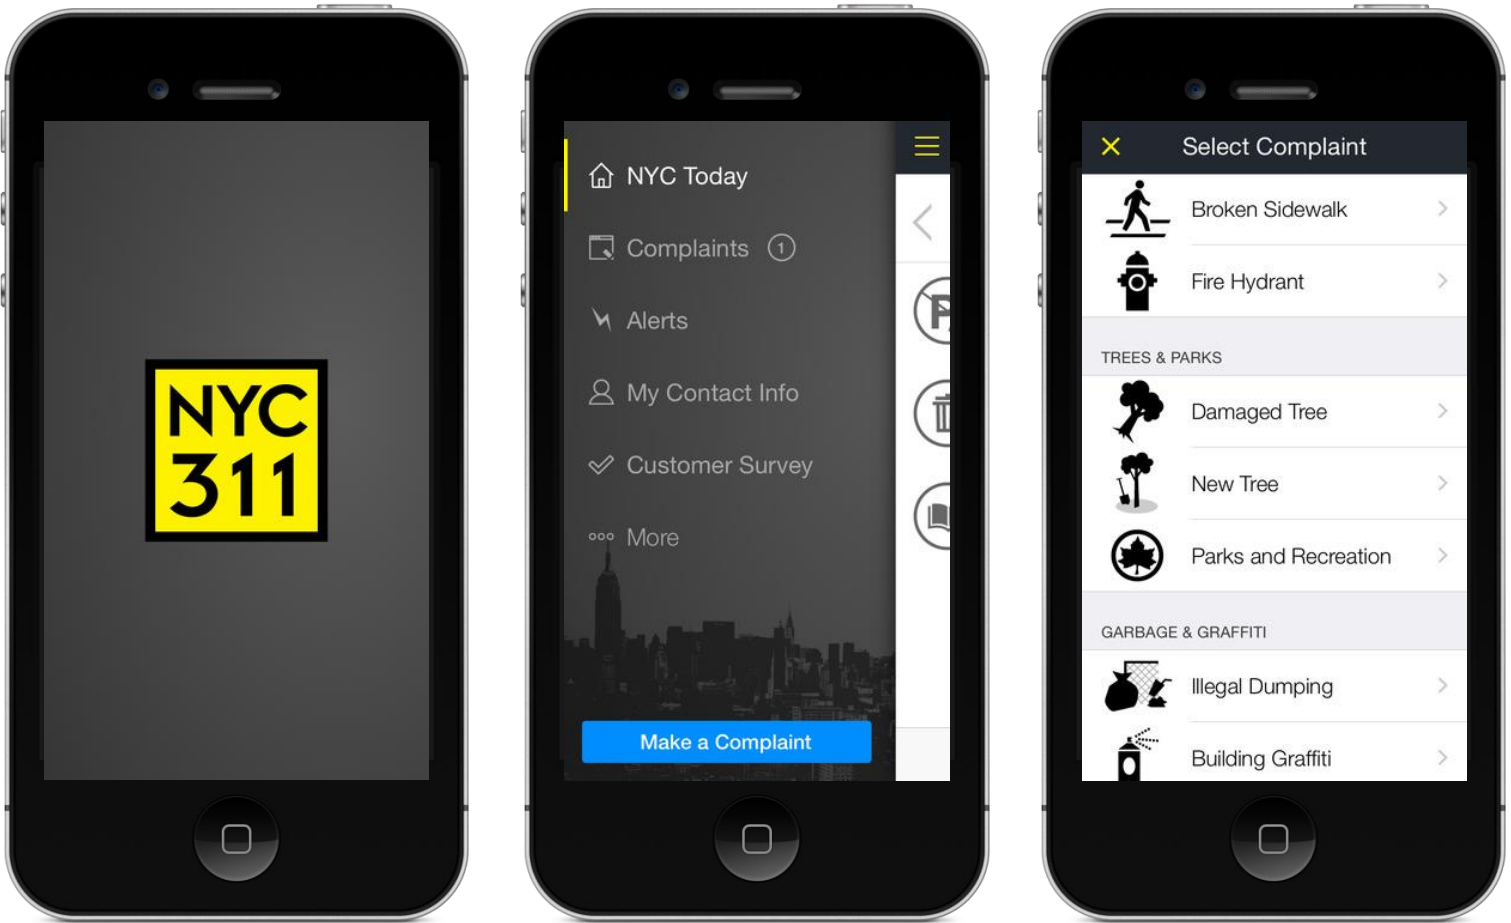 NYC
311
NYC Today
Complaints 1
Alerts
My Contact Info
Customer Survey
More
Make a Complaint
Select Complaint
Broken Sidewalk
Fire Hydrant
TREES & PARKS
Damaged Tree
New Tree
Parks and Recreation
GARBAGE & GRAFFITI
Illegal Dumping
Building Graffiti